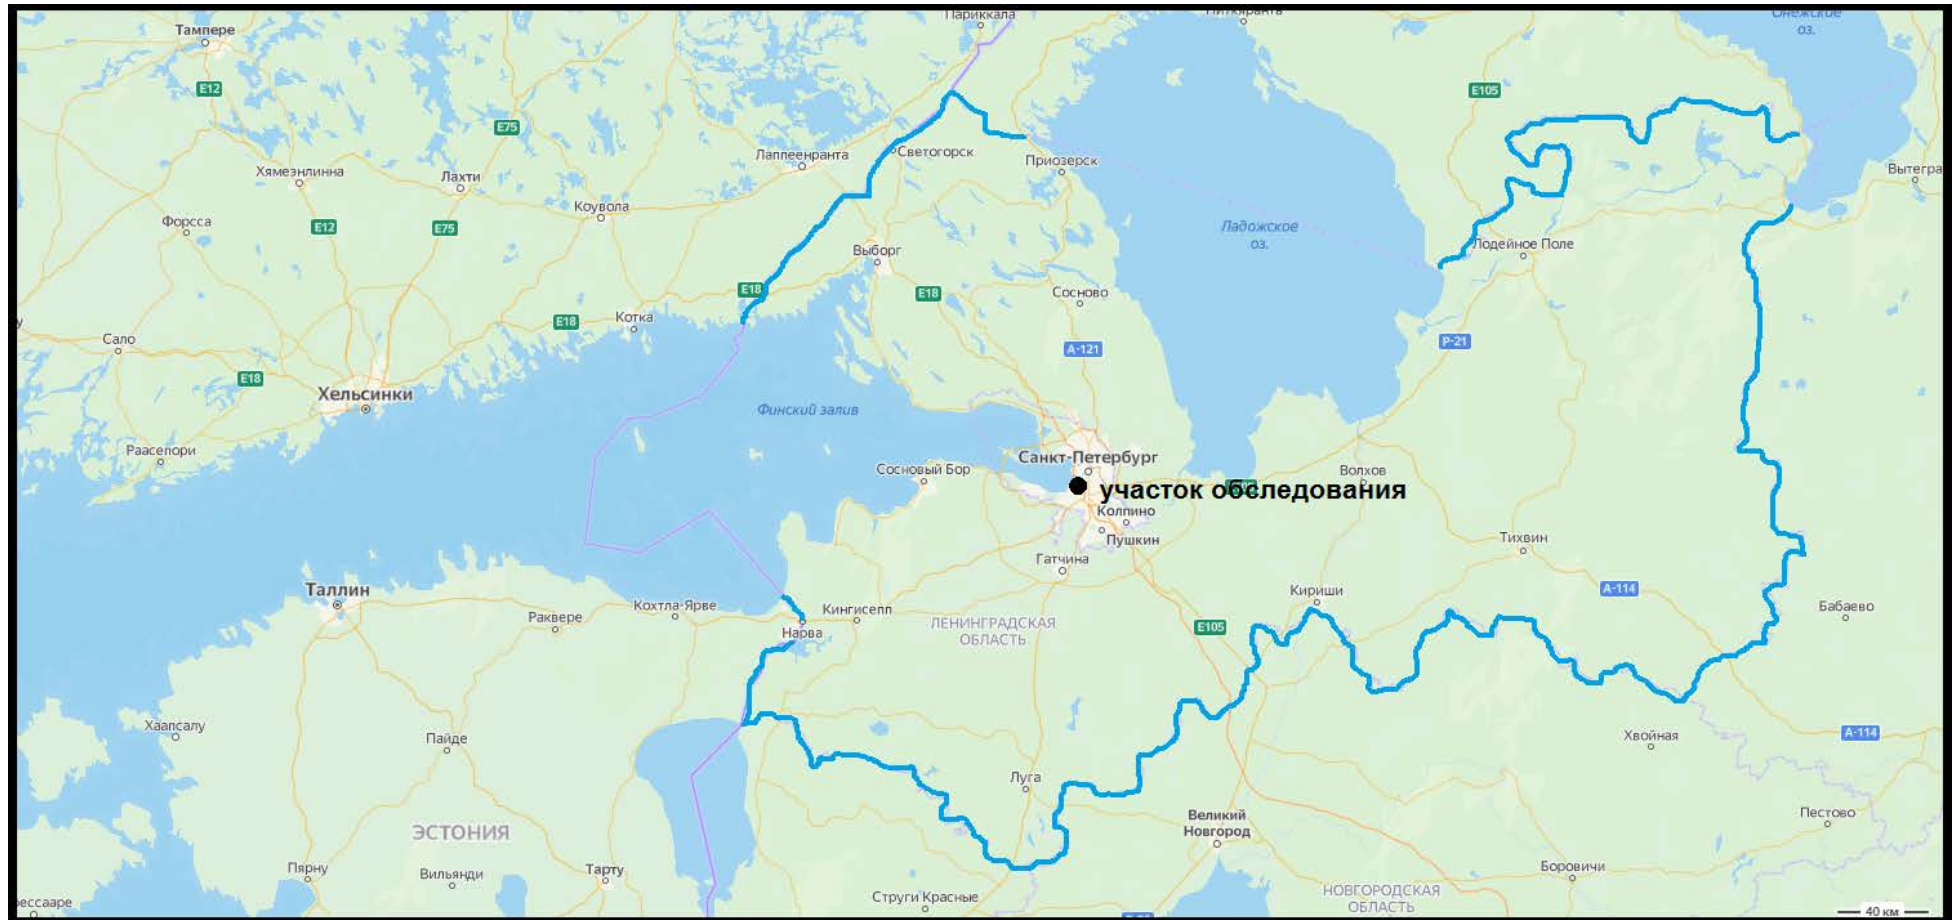 Париккала
Питкяранта
Онежское
оз.
Тампере
E12
E105
E75
Светогорск
Лаппеенранта
Приозерск
Хямеэнлинна
Лахти
Вытегра
Коувола
Форсса
E12
E75
Ладожское
оз.
Лодейное Поле
Выборг
E18
E18
Сосново
Котка
E18
Сало
Р-21
А-121
E18
Хельсинки
Финский залив
Раасепори
Санкт-Петербург
Сосновый Бор
Волхов
участок обследования
Колпино
Пушкин
Тихвин
Гатчина
Таллин
Кириши
А-114
Кохтла-Ярве
Кингисепп
Бабаево
Раквере
ЛЕНИНГРАДСКАЯ
ОБЛАСТЬ
E105
Нарва
Хаапсалу
Пайде
Хвойная
А-114
Луга
Великий
Новгород
Пестово
ЭСТОНИЯ
Пярну
Вильянди
Тарту
Боровичи
Струги Красные
НОВГОРОДСКАЯ
ОБЛАСТЬ
ессааре
40 км